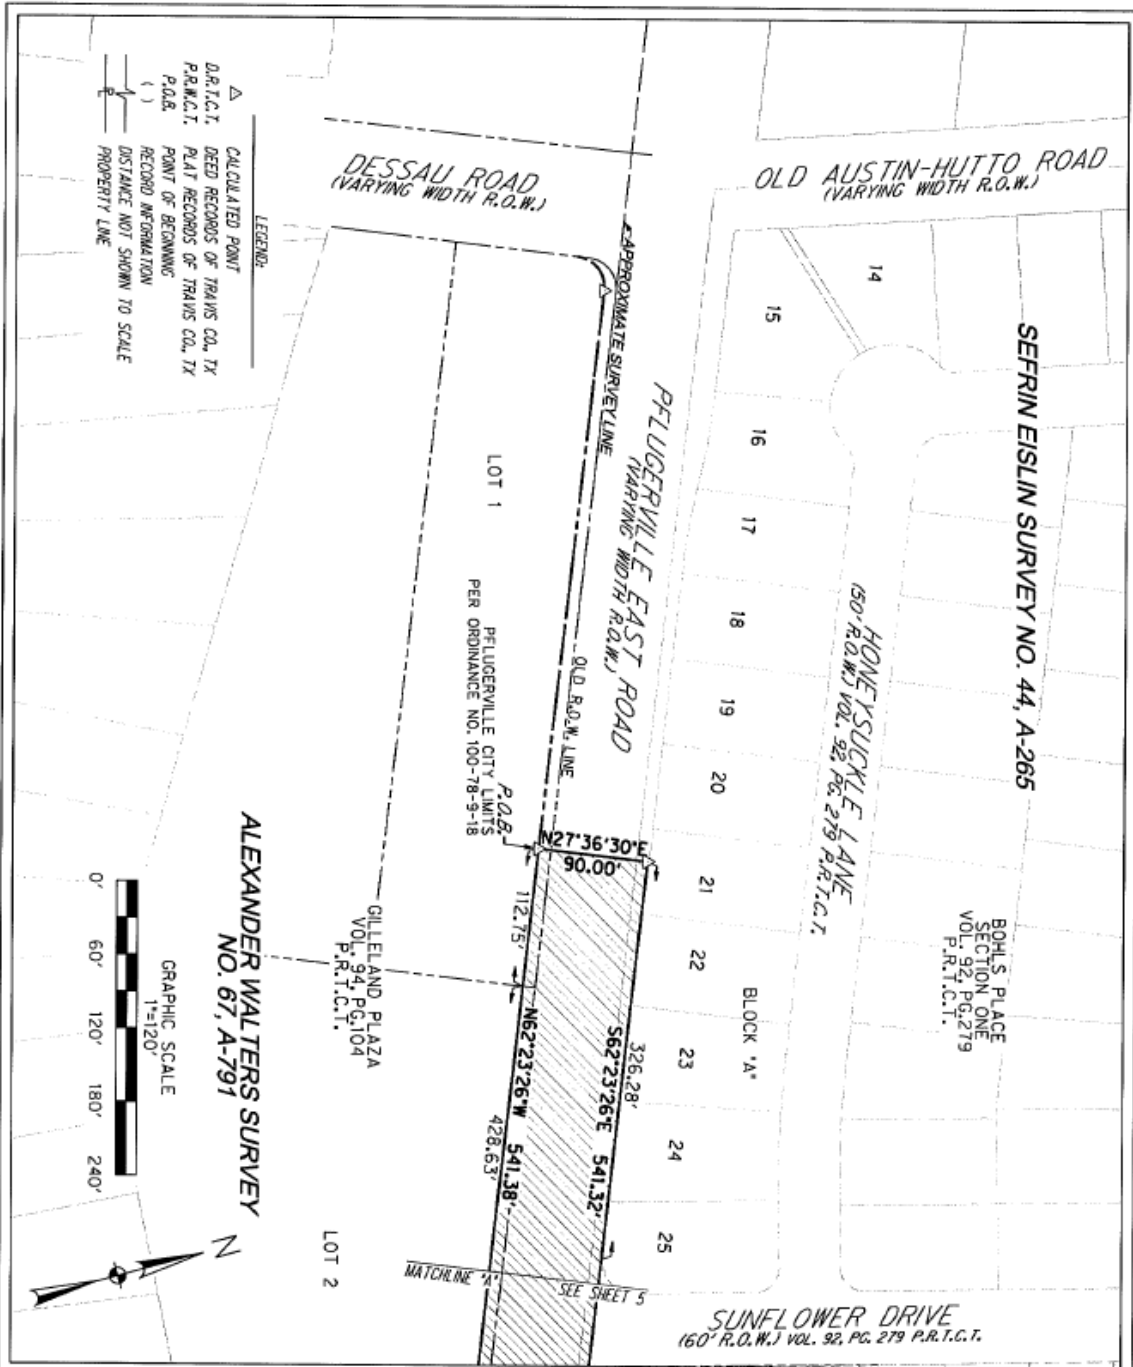 LEGEND:
△ CALCULATED POINT
D.R.T.C.T. DEED RECORDS OF TRAVIS CO., TX
P.R.W.C.T. PLAT RECORDS OF TRAVIS CO., TX
P.O.B. POINT OF BEGINNING
( ) RECORD INFORMATION
DISTANCE NOT SHOWN TO SCALE
PROPERTY LINE
DESSAU ROAD
(VARYING WIDTH R.O.W.)
OLD AUSTIN-HUTTO ROAD
(VARYING WIDTH R.O.W.)
APPROXIMATE SURVEY LINE
14
15
16
17
18
19
20
21
22
23
24
25
SEFRIN EISLIN SURVEY NO. 44, A-265
PFLUGERVILLE EAST ROAD
(VARYING WIDTH R.O.W.)
HONEYSUCKLE LANE
(50' R.O.W.) VOL. 92, PG. 279 P.R.T.C.T.
LOT 1
PFLUGERVILLE CITY LIMITS
PER ORDINANCE NO. 100-78-9-18
OLD R.O.W. LINE
P.O.B.
N27°36'30"E
90.00'
112.75'
N62°23'26"W 541.38'
428.63'
326.28'
S62°23'26"E 541.32'
BLOCK "A"
BOHLS PLACE
SECTION ONE
VOL. 92, PG.279
P.R.T.C.T.
GILLELAND PLAZA
VOL. 94, PG.104
P.R.T.C.T.
ALEXANDER WALTERS SURVEY
NO. 67, A-791
GRAPHIC SCALE
1"=120'
0' 60' 120' 180' 240'
N
LOT 2
MATCHLINE "A"
SEE SHEET 5
SUNFLOWER DRIVE
(60' R.O.W.) VOL. 92, PG. 279 P.R.T.C.T.